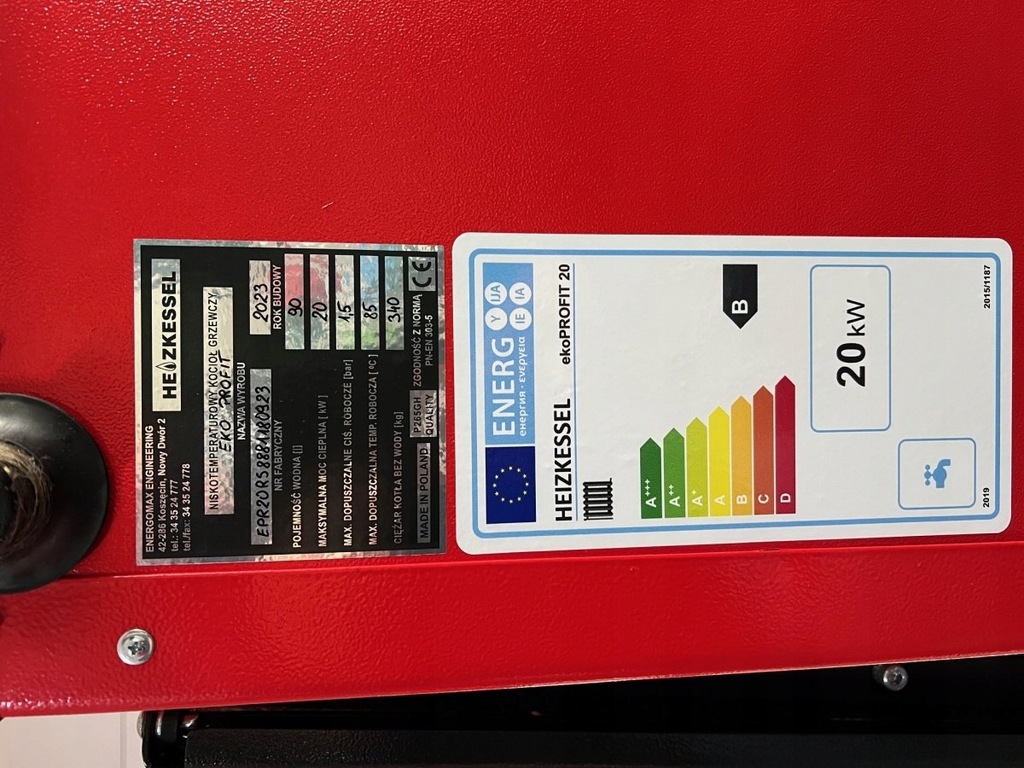 ENERGOMAX ENGINEERING
42-286 Koszęcin, Nowy Dwór 2
tel.: 34 35 24 777
tel./fax: 34 35 24 778
HEIZKESSEL
NISKOTEMPERATUROWY KOCIOŁ GRZEWCZY
EKO PROFIT
NAZWA WYROBU
2023
ROK BUDOWY
NR FABRYCZNY
POJEMNOŚĆ WODNA [l] 90
MAKSYMALNA MOC CIEPLNA [ kW ] 20
MAX. DOPUSZCZALNE CIŚ. ROBOCZE [bar] 1,5
MAX. DOPUSZCZALNA TEMP. ROBOCZA [ °C ] 85
CIĘŻAR KOTŁA BEZ WODY [kg] 340
MADE IN POLAND
P265GH
QUALITY
ZGODNOŚĆ Z NORMĄ
PN-EN 303-5
CE
ENERG
Y IJA
IE IA
енергия · ενεργεια
HEIZKESSEL
ekoPROFIT 20
A+++
A++
A+
A
B
C
D
B
20 kW
2019
2015/1187